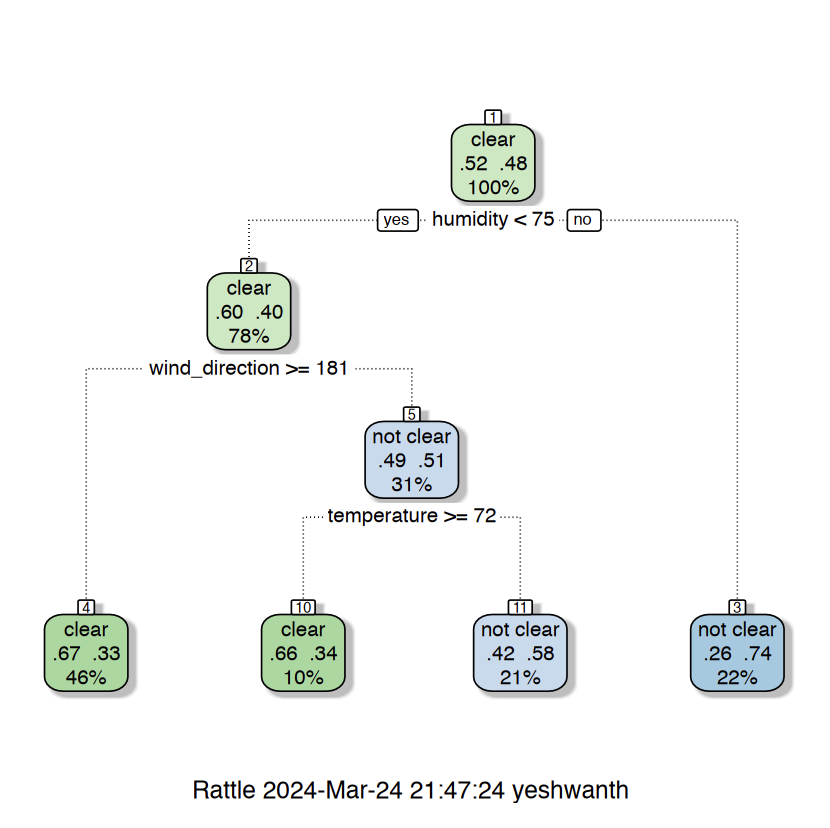 1
clear
.52 .48
100%
yes humidity < 75 no
2
clear
.60 .40
78%
wind_direction >= 181
5
not clear
.49 .51
31%
temperature >= 72
4
clear
.67 .33
46%
10
clear
.66 .34
10%
11
not clear
.42 .58
21%
3
not clear
.26 .74
22%
Rattle 2024-Mar-24 21:47:24 yeshwanth